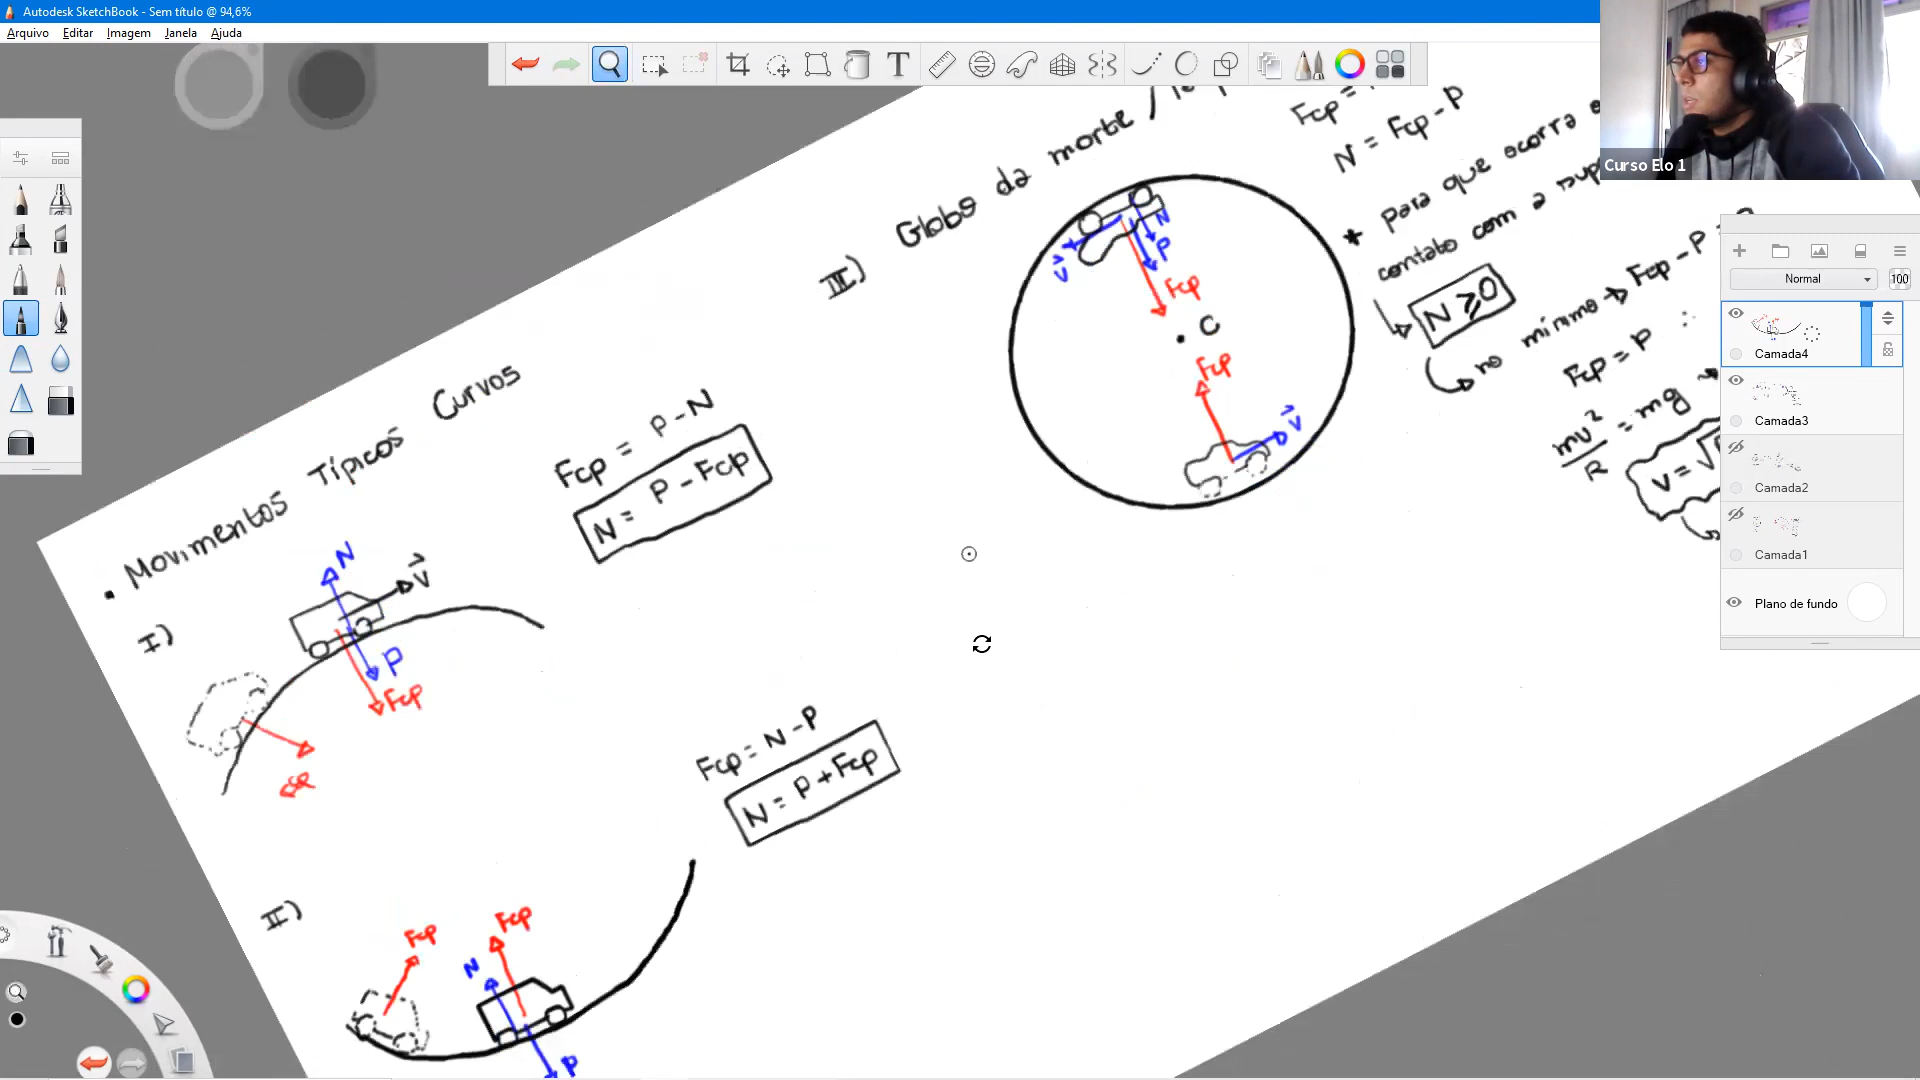 Autodesk SketchBook - Sem título @ 94,6%
Arquivo Editar Imagem Janela Ajuda
Curso Elo 1
• Movimentos Típicos Curvos
I)
N
v
P
Fcp
Fcp = P - N
N = P - Fcp
II)
Fcp
N
Fcp
P
Fcp = N - P
N = P + Fcp
III) Globo da morte /
v
N
P
Fcp
C
Fcp
v
Fcp =
N = Fcp - P
* Para que ocorra
contato com a
N ≥ 0
no mínimo → Fcp - P
Fcp = P ∴
mv²/R = mg →
v = √
Normal
100
Camada4
Camada3
Camada2
Camada1
Plano de fundo